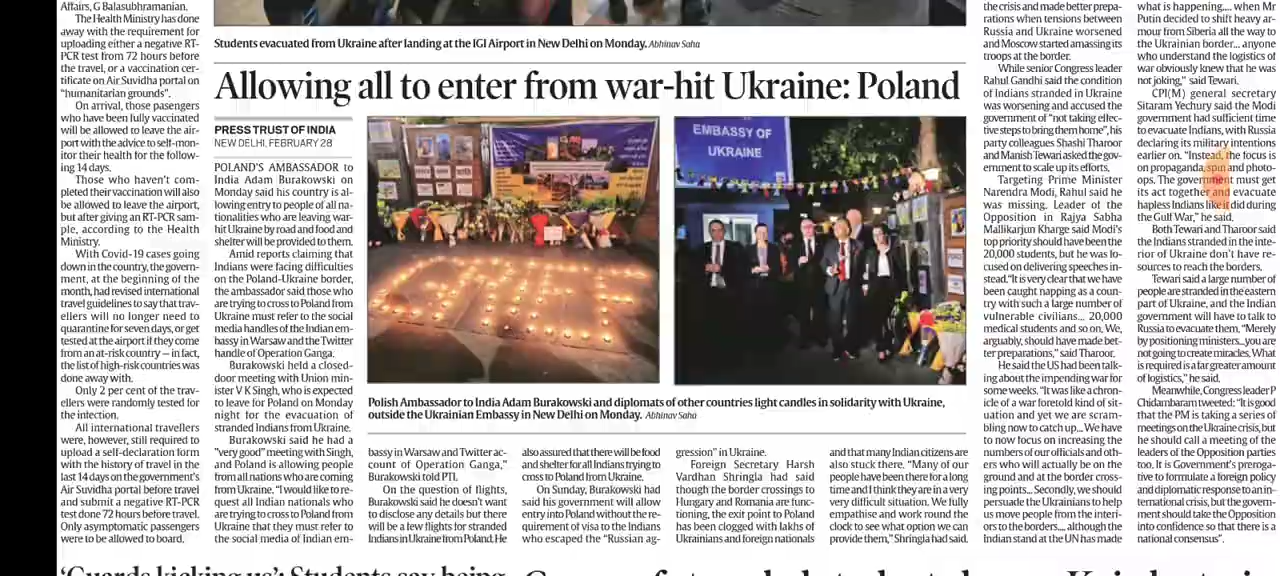 Affairs, G Balasubramanian.
The Health Ministry has done
away with the requirement for
uploading either a negative RT-
PCR test from 72 hours before
the travel, or a vaccination cer-
tificate on Air Suvidha portal on
“humanitarian grounds”.
On arrival, those pasengers
who have been fully vaccinated
will be allowed to leave the air-
port with the advice to self-mon-
itor their health for the follow-
ing 14 days.
Those who haven’t com-
pleted their vaccination will also
be allowed to leave the airport,
but after giving an RT-PCR sam-
ple, according to the Health
Ministry.
With Covid-19 cases going
down in the country, the govern-
ment, at the beginning of the
month, had revised international
travel guidelines to say that trav-
ellers will no longer need to
quarantine for seven days, or get
tested at the airport if they come
from an at-risk country — in fact,
the list of high-risk countries was
done away with.
Only 2 per cent of the trav-
ellers were randomly tested for
the infection.
All international travellers
were, however, still required to
upload a self-declaration form
with the history of travel in the
last 14 days on the government’s
Air Suvidha portal before travel
and submit a negative RT-PCR
test done 72 hours before travel.
Only asymptomatic passengers
were to be allowed to board.
Students evacuated from Ukraine after landing at the IGI Airport in New Delhi on Monday. Abhinav Saha
Allowing all to enter from war-hit Ukraine: Poland
PRESS TRUST OF INDIA
NEW DELHI, FEBRUARY 28
POLAND’S AMBASSADOR to
India Adam Burakowski on
Monday said his country is al-
lowing entry to people of all na-
tionalities who are leaving war-
hit Ukraine by road and food and
shelter will be provided to them.
Amid reports claiming that
Indians were facing difficulties
on the Poland-Ukraine border,
the ambassador said those who
are trying to cross to Poland from
Ukraine must refer to the social
media handles of the Indian em-
bassy in Warsaw and the Twitter
handle of Operation Ganga.
Burakowski held a closed-
door meeting with Union min-
ister V K Singh, who is expected
to leave for Poland on Monday
night for the evacuation of
stranded Indians from Ukraine.
Burakowski said he had a
“very good” meeting with Singh,
and Poland is allowing people
from all nations who are coming
from Ukraine. “I would like to re-
quest all Indian nationals who
are trying to cross to Poland from
Ukraine that they must refer to
the social media of Indian em-
EMBASSY OF
UKRAINE
Polish Ambassador to India Adam Burakowski and diplomats of other countries light candles in solidarity with Ukraine,
outside the Ukrainian Embassy in New Delhi on Monday. Abhinav Saha
bassy in Warsaw and Twitter ac-
count of Operation Ganga,”
Burakowski told PTI.
On the question of flights,
Burakowski said he doesn’t want
to disclose any details but there
will be a few flights for stranded
Indians in Ukraine from Poland. He
also assured that there will be food
and shelter for all Indians trying to
cross to Poland from Ukraine.
On Sunday, Burakowski had
said his government will allow
entry into Poland without the re-
quirement of visa to the Indians
who escaped the “Russian ag-
gression” in Ukraine.
Foreign Secretary Harsh
Vardhan Shringla had said
though the border crossings to
Hungary and Romania are func-
tioning, the exit point to Poland
has been clogged with lakhs of
Ukrainians and foreign nationals
and that many Indian citizens are
also stuck there. “Many of our
people have been there for a long
time and I think they are in a very
very difficult situation. We fully
empathise and work round the
clock to see what option we can
provide them,” Shringla had said.
the crisis and made better prepa-
rations when tensions between
Russia and Ukraine worsened
and Moscow started amassing its
troops at the border.
While senior Congress leader
Rahul Gandhi said the condition
of Indians stranded in Ukraine
was worsening and accused the
government of “not taking effec-
tive steps to bring them home”, his
party colleagues Shashi Tharoor
and Manish Tewari asked the gov-
ernment to scale up its efforts.
Targeting Prime Minister
Narendra Modi, Rahul said he
was missing. Leader of the
Opposition in Rajya Sabha
Mallikarjun Kharge said Modi’s
top priority should have been the
20,000 students, but he was fo-
cused on delivering speeches in-
stead. “It is very clear that we have
been caught napping as a coun-
try with such a large number of
vulnerable civilians... 20,000
medical students and so on. We,
arguably, should have made bet-
ter preparations,” said Tharoor.
He said the US had been talk-
ing about the impending war for
some weeks. “It was like a chron-
icle of a war foretold kind of sit-
uation and yet we are scram-
bling now to catch up... We have
to now focus on increasing the
numbers of our officials and oth-
ers who will actually be on the
ground and at the border cross-
ing points... Secondly, we should
persuade the Ukrainians to help
us move people from the interi-
ors to the borders.... although the
Indian stand at the UN has made
what is happening.... when Mr
Putin decided to shift heavy ar-
mour from Siberia all the way to
the Ukrainian border... anyone
who understand the logistics of
war obviously knew that he was
not joking,” said Tewari.
CPI(M) general secretary
Sitaram Yechury said the Modi
government had sufficient time
to evacuate Indians, with Russia
declaring its military intentions
earlier on. “Instead, the focus is
on propaganda, spin and photo-
ops. The government must get
its act together and evacuate
hapless Indians like it did during
the Gulf War,” he said.
Both Tewari and Tharoor said
the Indians stranded in the inte-
rior of Ukraine don’t have re-
sources to reach the borders.
Tewari said a large number of
people are stranded in the eastern
part of Ukraine, and the Indian
government will have to talk to
Russia to evacuate them. “Merely
by positioning ministers...you are
not going to create miracles. What
is required is a far greater amount
of logistics,” he said.
Meanwhile, Congress leader P
Chidambaram tweeted: “It is good
that the PM is taking a series of
meetings on the Ukraine crisis, but
he should call a meeting of the
leaders of the Opposition parties
too. It is Government’s preroga-
tive to formulate a foreign policy
and diplomatic response to an in-
ternational crisis, but the govern-
ment should take the Opposition
into confidence so that there is a
national consensus”.
‘Guards kicking us’: Students say being